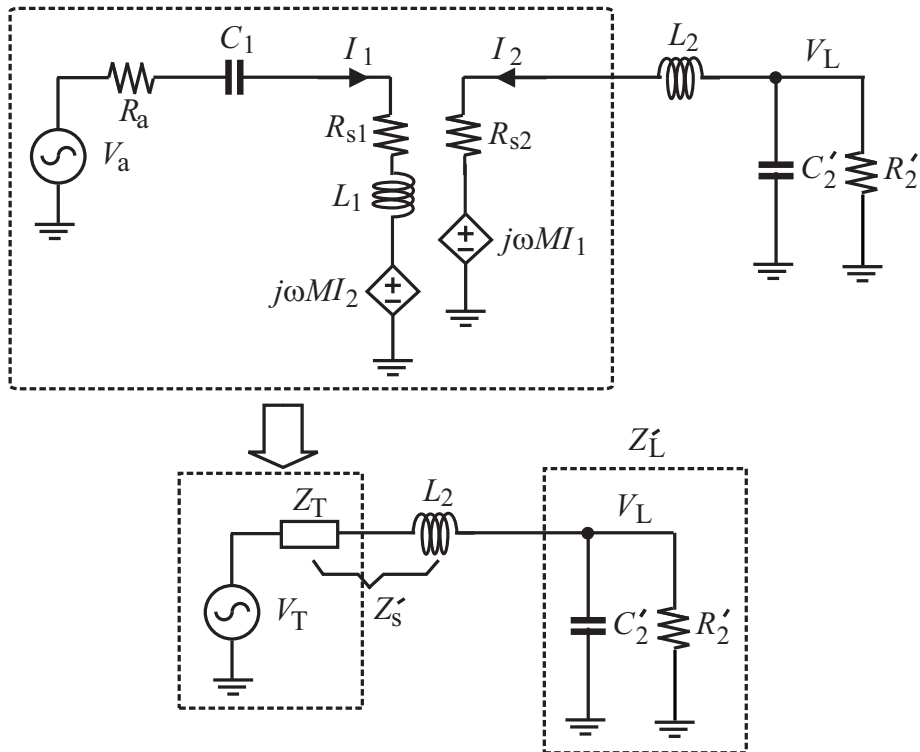 C1 I1 I2 L2 VL
Ra Rs1 Rs2
Va C2′ R2′
L1
jωMI1
jωMI2
ZL′
ZT L2 VL
VT Zs′ C2′ R2′